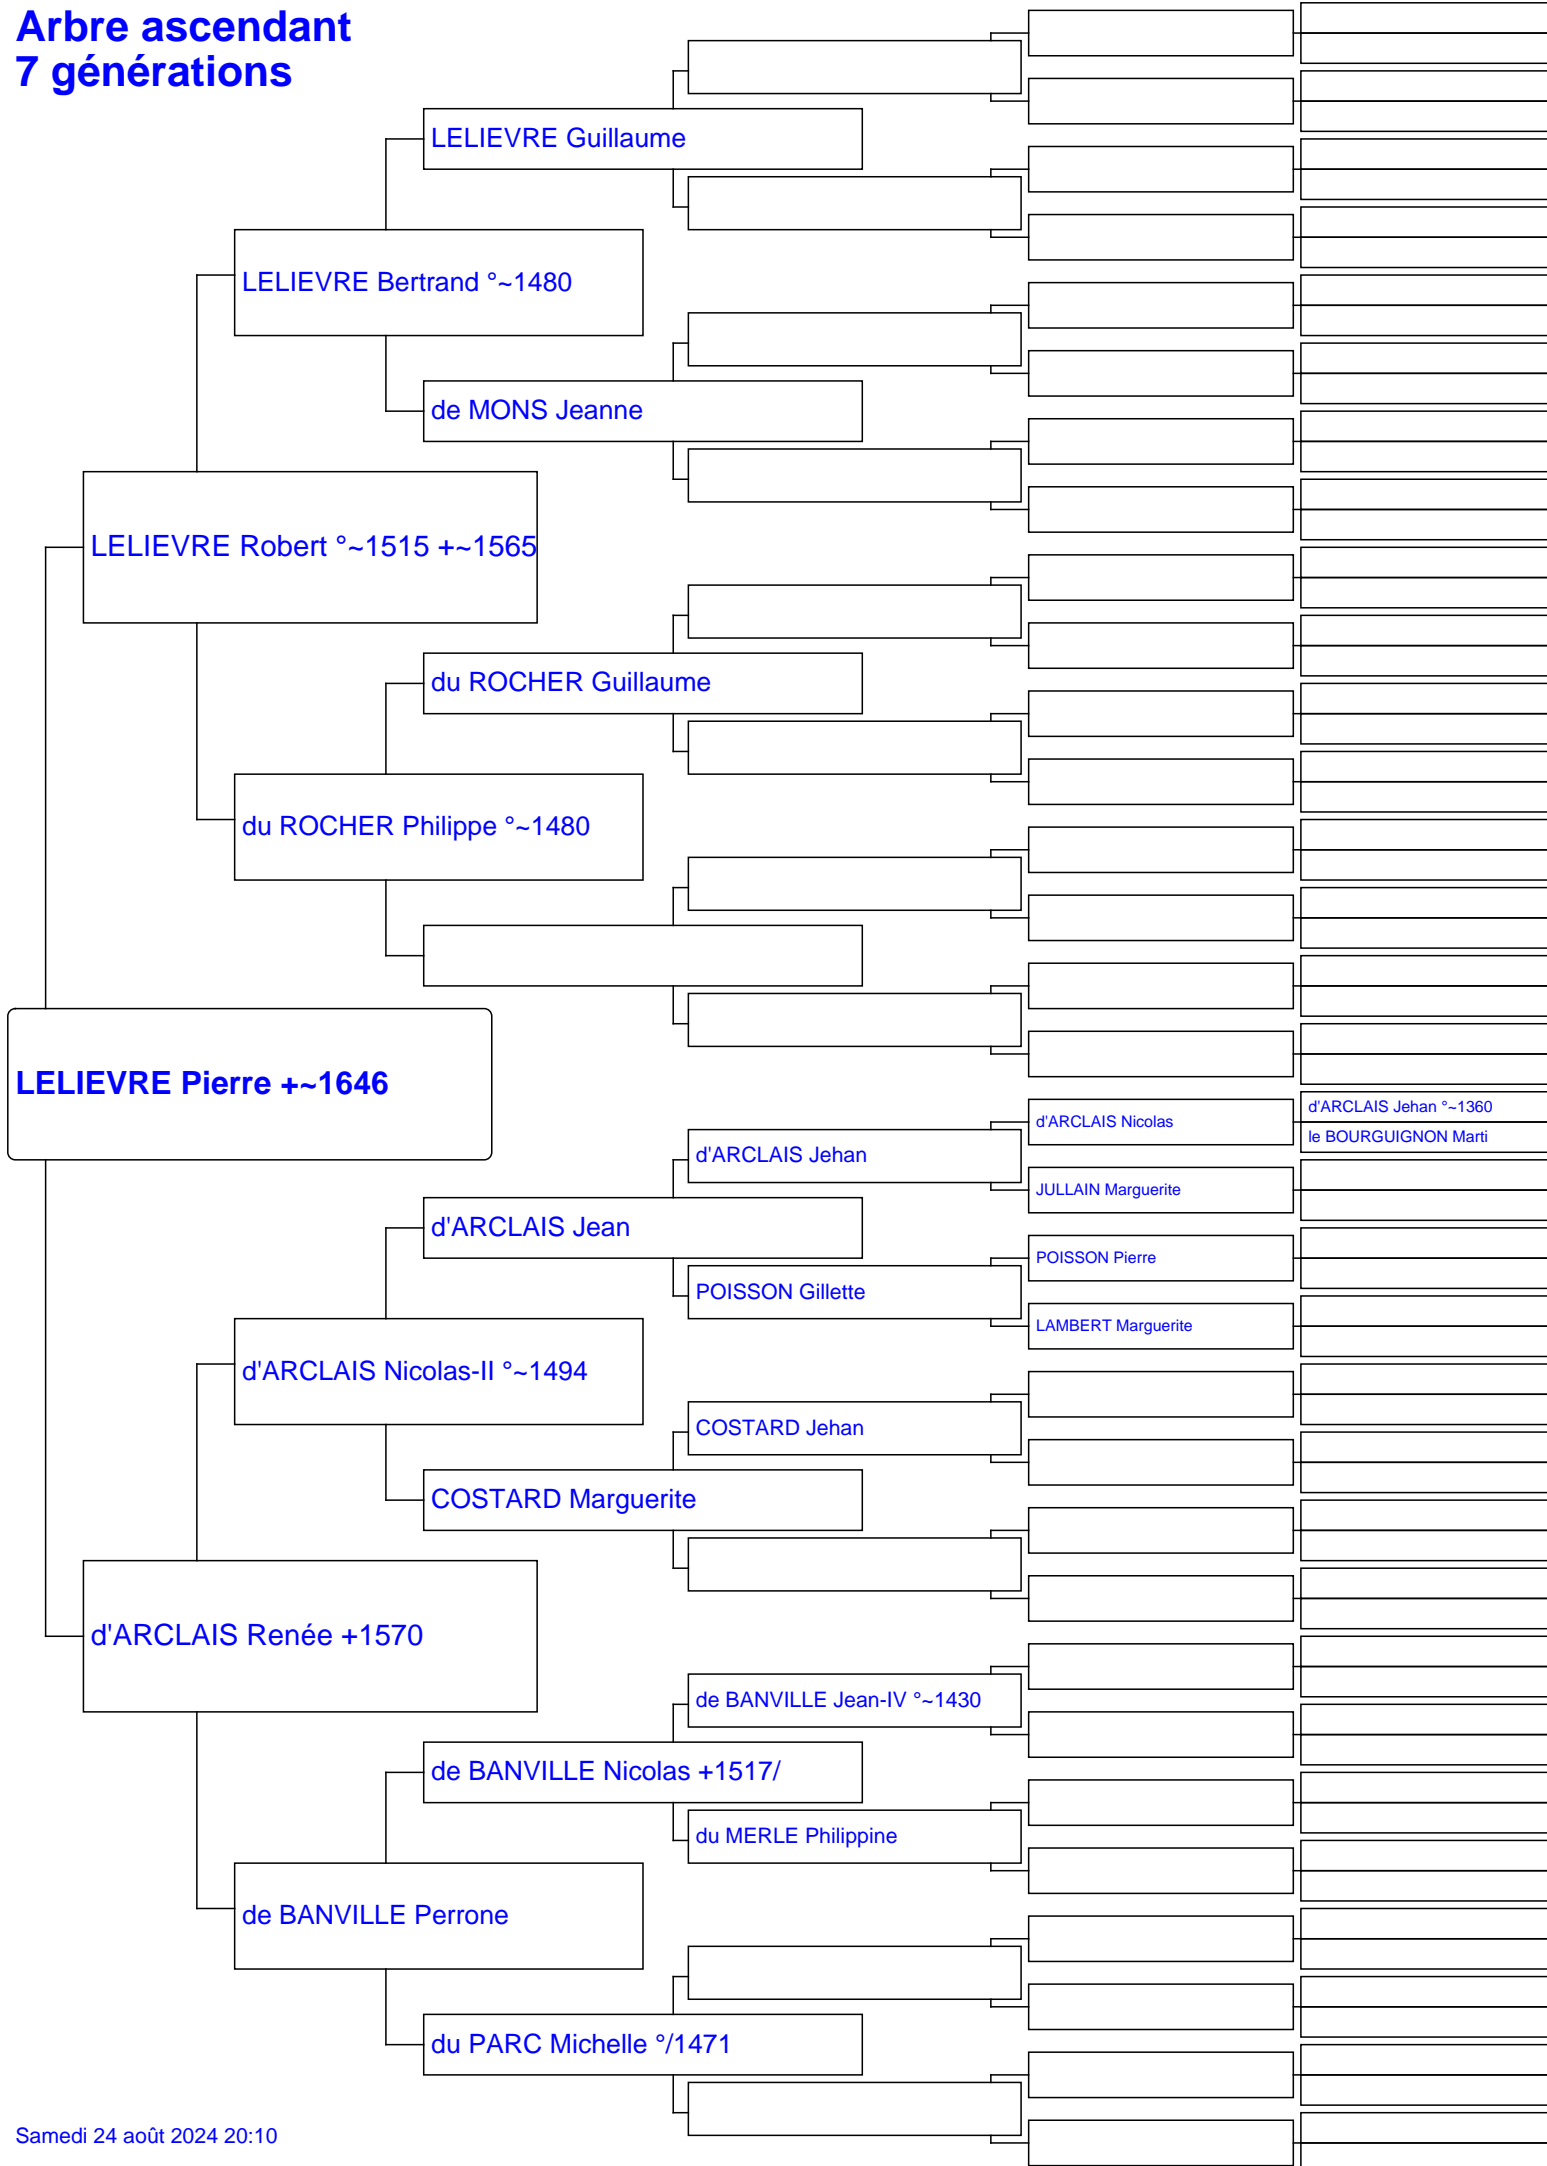 Arbre ascendant
7 générations
LELIEVRE Guillaume
LELIEVRE Bertrand °~1480
de MONS Jeanne
LELIEVRE Robert °~1515 +~1565
du ROCHER Guillaume
du ROCHER Philippe °~1480
LELIEVRE Pierre +~1646
d'ARCLAIS Jehan °~1360
d'ARCLAIS Nicolas
le BOURGUIGNON Marti
d'ARCLAIS Jehan
JULLAIN Marguerite
d'ARCLAIS Jean
POISSON Pierre
POISSON Gillette
LAMBERT Marguerite
d'ARCLAIS Nicolas-II °~1494
COSTARD Jehan
COSTARD Marguerite
d'ARCLAIS Renée +1570
de BANVILLE Jean-IV °~1430
de BANVILLE Nicolas +1517/
du MERLE Philippine
de BANVILLE Perrone
du PARC Michelle °/1471
Samedi 24 août 2024 20:10